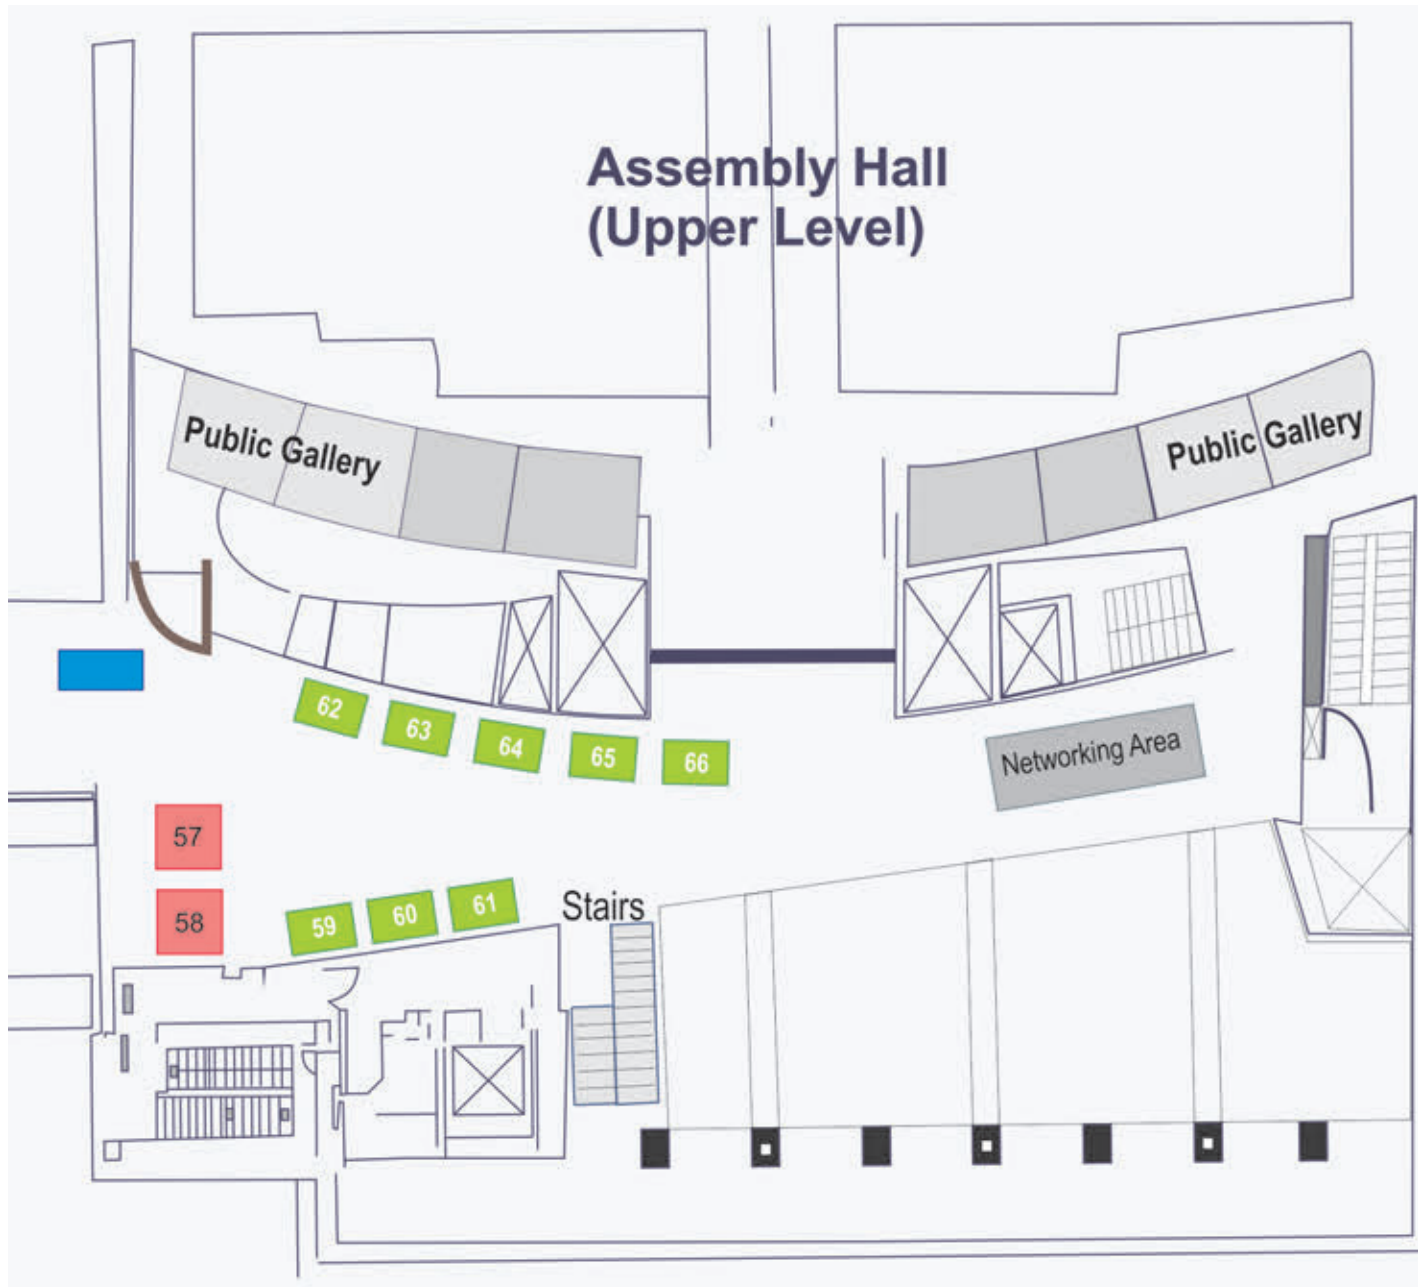 Assembly Hall
(Upper Level)
Public Gallery
Public Gallery
62
63
64
65
66
Networking Area
57
58
59
60
61
Stairs